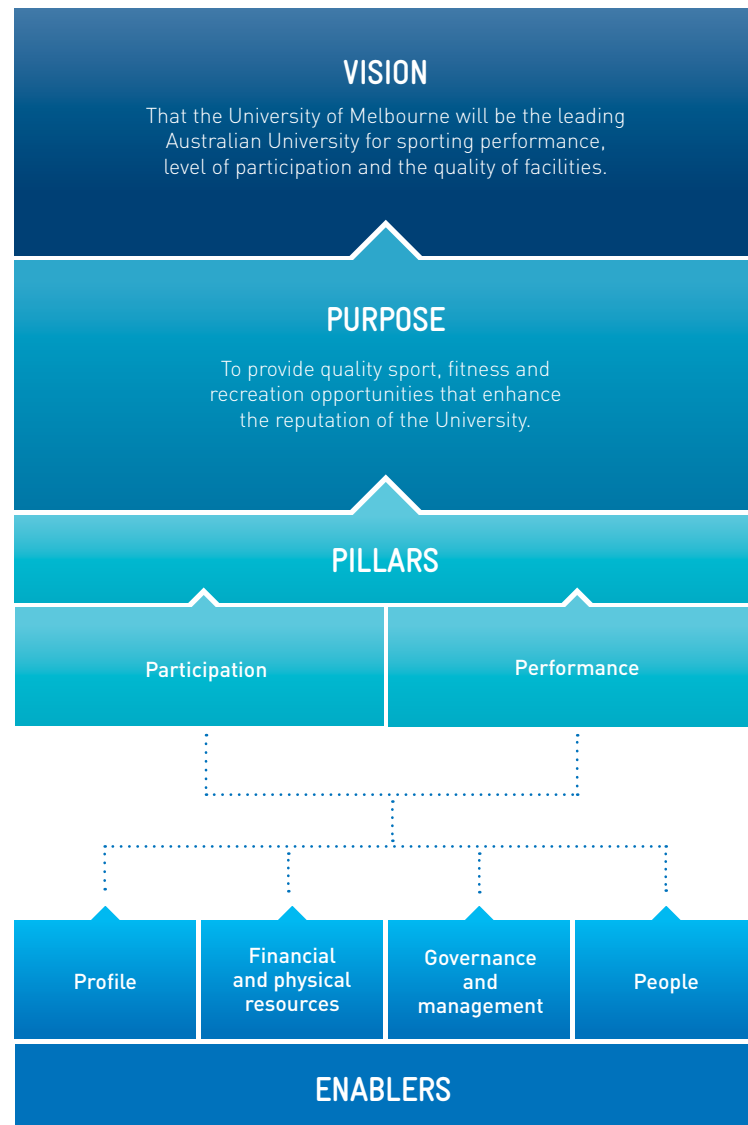 VISION
That the University of Melbourne will be the leading
Australian University for sporting performance,
level of participation and the quality of facilities.
PURPOSE
To provide quality sport, fitness and
recreation opportunities that enhance
the reputation of the University.
PILLARS
Participation
Performance
Profile
Financial
and physical
resources
Governance
and
management
People
ENABLERS